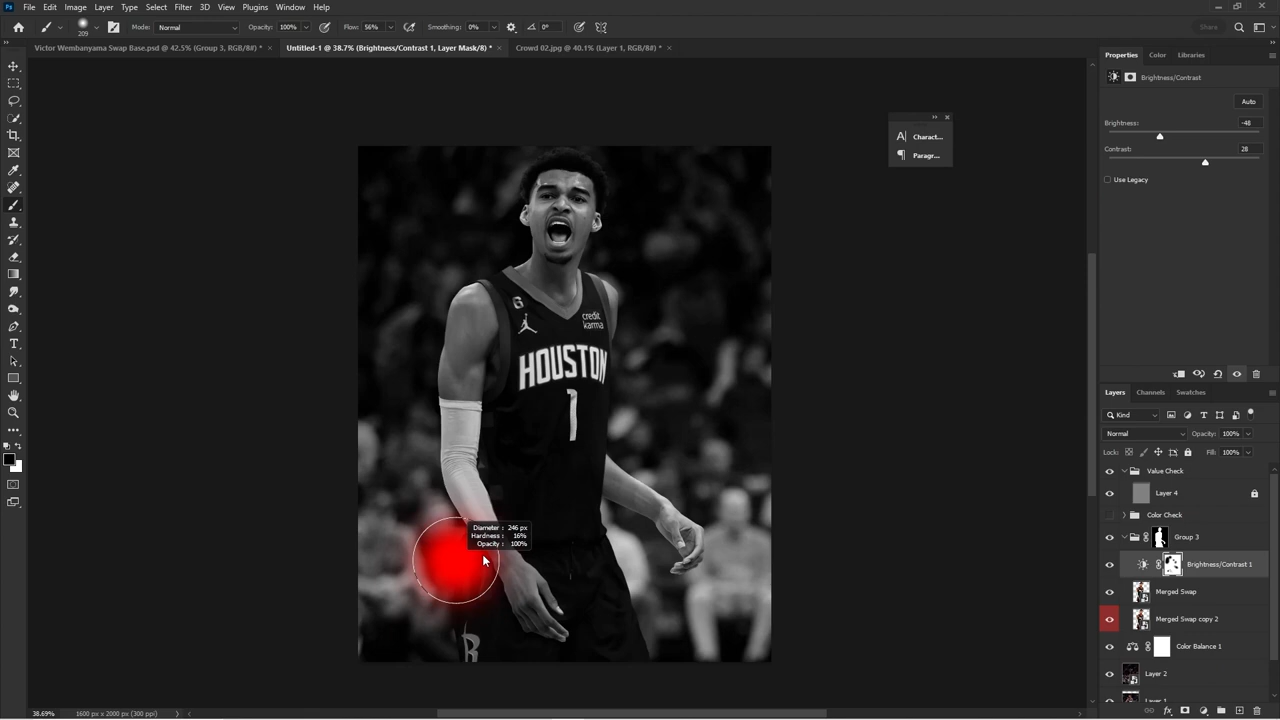 File Edit Image Layer Type Select Filter 3D View Plugins Window Help
Mode: Normal Opacity: 100% Flow: 56% Smoothing: 0% 0° Share
209
Victor Wembanyama Swap Base.psd @ 42.5% (Group 3, RGB/8#) * × Untitled-1 @ 38.7% (Brightness/Contrast 1, Layer Mask/8) * × Crowd 02.jpg @ 40.1% (Layer 1, RGB/8#) * ×
Properties Color Libraries
Brightness/Contrast
Auto
Brightness: -48
Contrast: 28
Use Legacy
Charact...
Paragr...
6
credit
karma
HOUSTON
1
Diameter : 246 px
Hardness : 16%
Opacity : 100%
R
Layers Channels Swatches
Kind
Normal Opacity: 100%
Lock: Fill: 100%
Value Check
Layer 4
Color Check
Group 3
Brightness/Contrast 1
Merged Swap
Merged Swap copy 2
Color Balance 1
Layer 2
Layer 1
38.69% 1600 px x 2000 px (300 ppi)